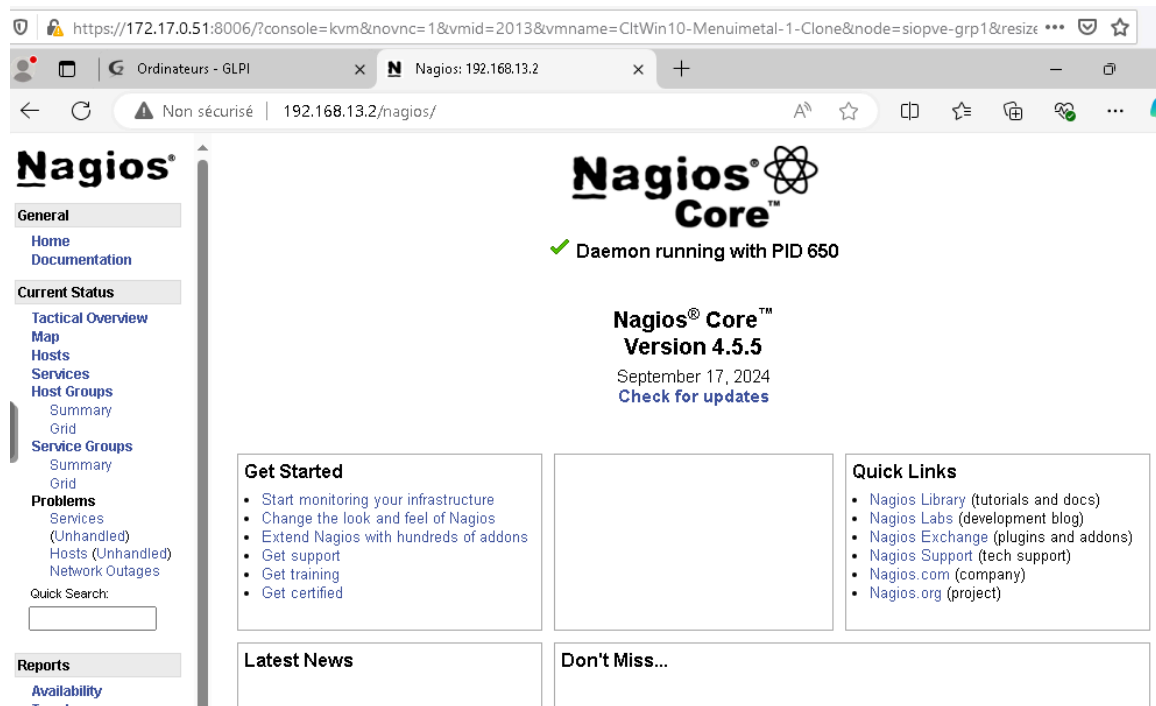 https://172.17.0.51:8006/?console=kvm&novnc=1&vmid=2013&vmname=CltWin10-Menuimetal-1-Clone&node=siopve-grp1&resize
Ordinateurs - GLPI
N Nagios: 192.168.13.2
Non sécurisé | 192.168.13.2/nagios/
Nagios®
General
Home
Documentation
Current Status
Tactical Overview
Map
Hosts
Services
Host Groups
Summary
Grid
Service Groups
Summary
Grid
Problems
Services
(Unhandled)
Hosts (Unhandled)
Network Outages
Quick Search:
Reports
Availability
Nagios®
Core™
Daemon running with PID 650
Nagios® Core™
Version 4.5.5
September 17, 2024
Check for updates
Get Started
• Start monitoring your infrastructure
• Change the look and feel of Nagios
• Extend Nagios with hundreds of addons
• Get support
• Get training
• Get certified
Quick Links
• Nagios Library (tutorials and docs)
• Nagios Labs (development blog)
• Nagios Exchange (plugins and addons)
• Nagios Support (tech support)
• Nagios.com (company)
• Nagios.org (project)
Latest News
Don't Miss...